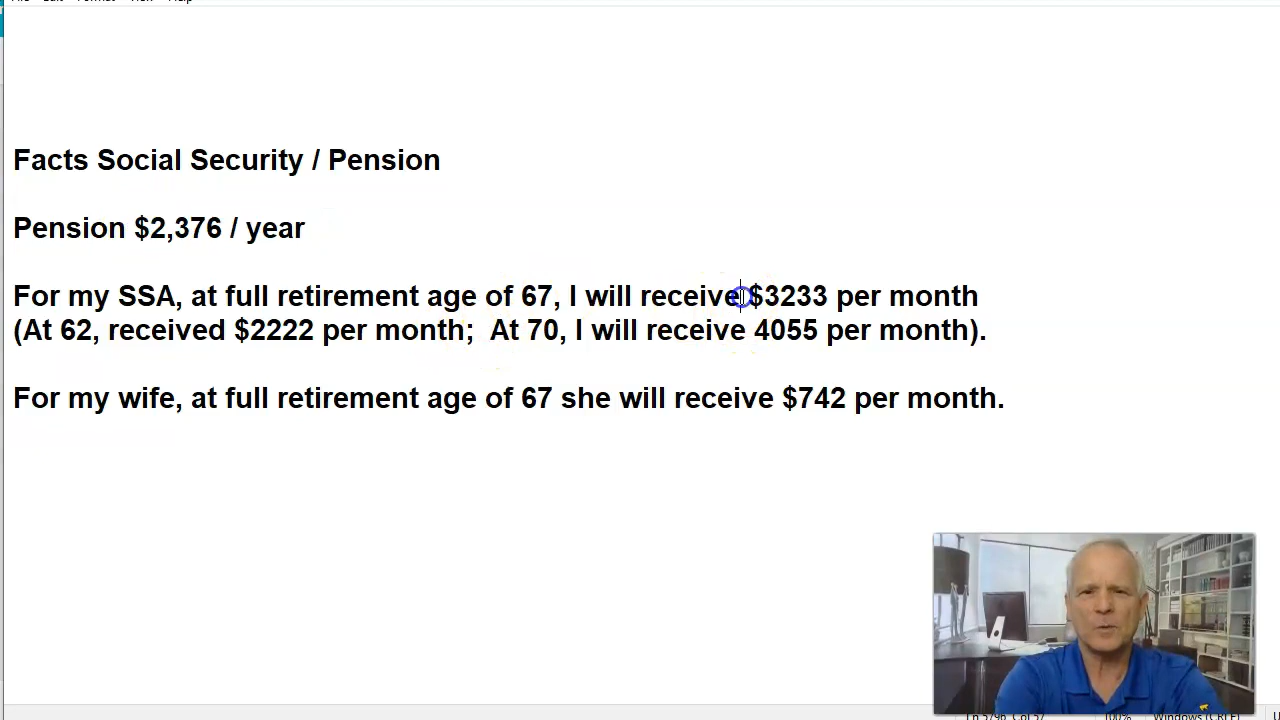 Facts Social Security / Pension
Pension $2,376 / year
For my SSA, at full retirement age of 67, I will receive $3233 per month
(At 62, received $2222 per month;  At 70, I will receive 4055 per month).
For my wife, at full retirement age of 67 she will receive $742 per month.
100%